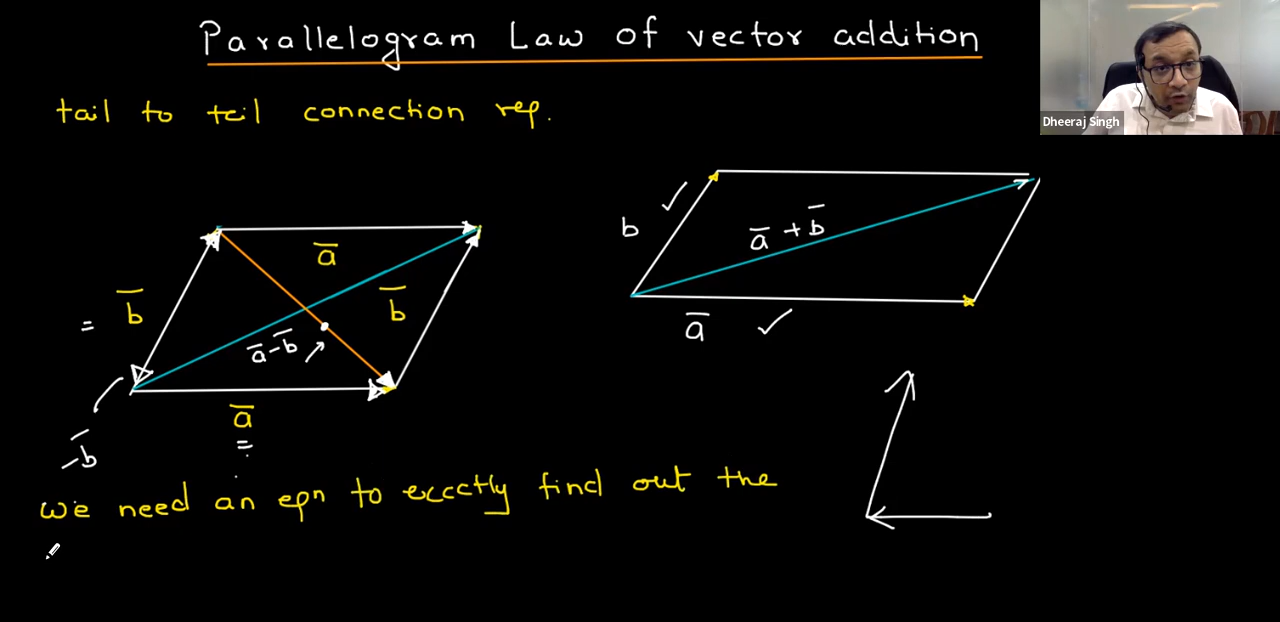 Parallelogram Law of vector addition
Dheeraj Singh
tail to tail connection rep.
b ✓
a̅ + b̅
a̅ ✓
a̅
= b̅
b̅
a̅-b̅
a̅
=
-b̅
we need an eqn to exactly find out the